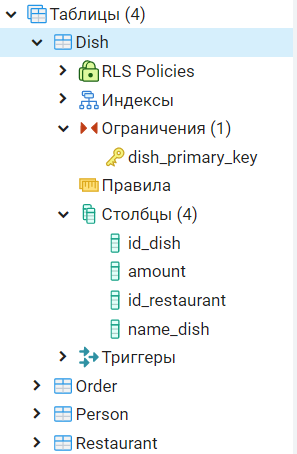 Таблицы (4)
Dish
RLS Policies
Индексы
Ограничения (1)
dish_primary_key
Правила
Столбцы (4)
id_dish
amount
id_restaurant
name_dish
Триггеры
Order
Person
Restaurant